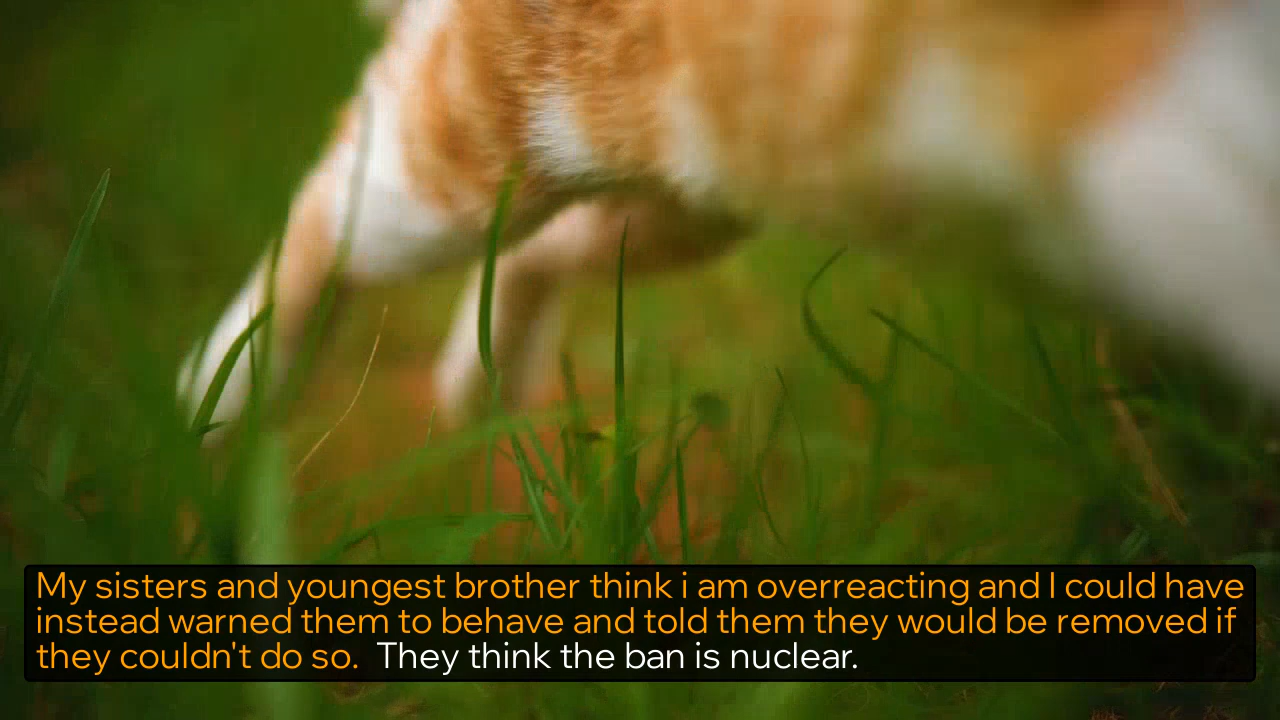 My sisters and youngest brother think i am overreacting and I could have
instead warned them to behave and told them they would be removed if
they couldn't do so.  They think the ban is nuclear.